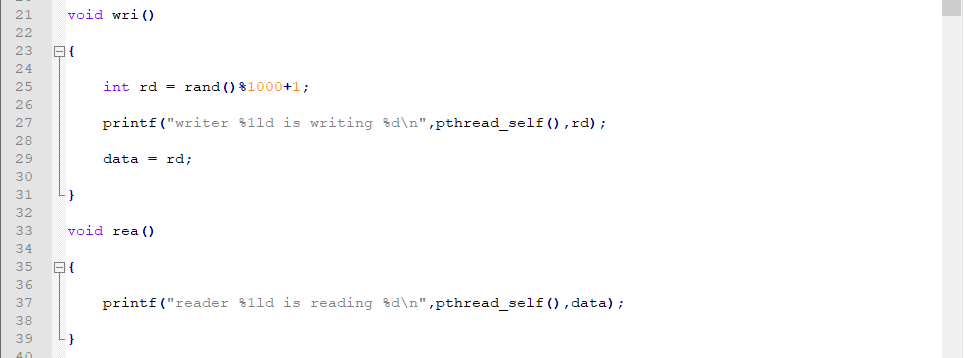 21 void wri()
22
23 {
24
25 int rd = rand()%1000+1;
26
27 printf("writer %1ld is writing %d\n",pthread_self(),rd);
28
29 data = rd;
30
31 }
32
33 void rea()
34
35 {
36
37 printf("reader %1ld is reading %d\n",pthread_self(),data);
38
39 }
40